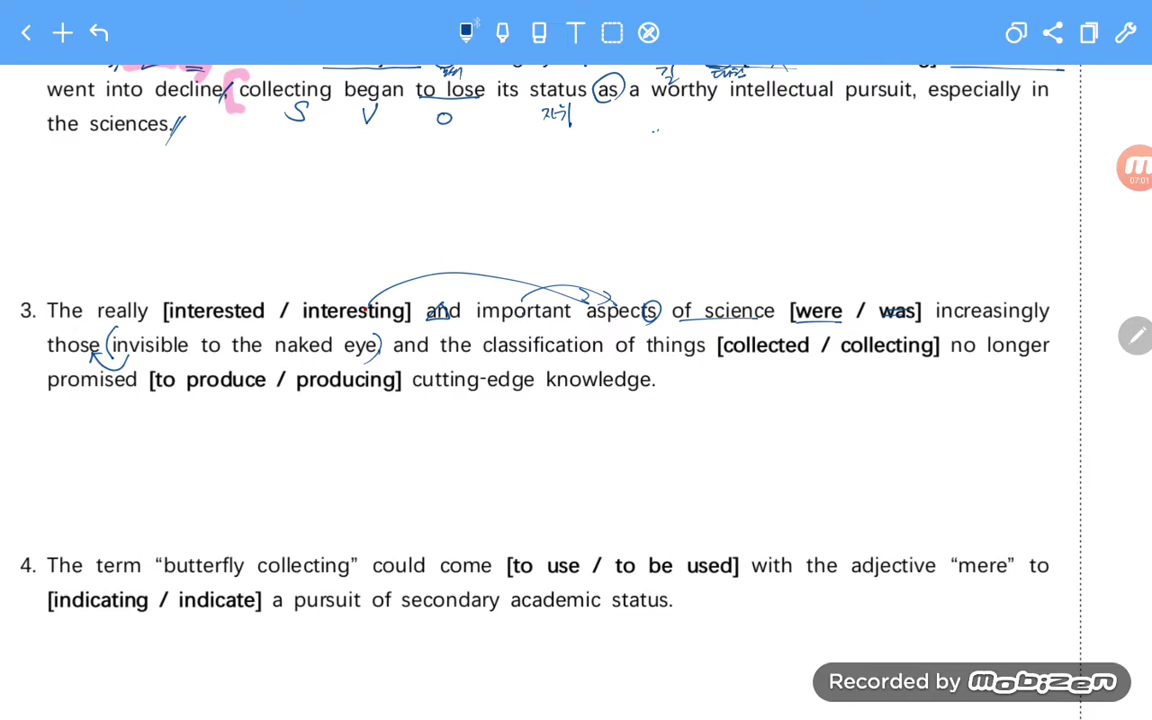 went into decline, collecting began to lose its status as a worthy intellectual pursuit, especially in
S V O 지위
the sciences.
07:01
3. The really [interested / interesting] and important aspects of science [were / was] increasingly
those (invisible to the naked eye) and the classification of things [collected / collecting] no longer
promised [to produce / producing] cutting-edge knowledge.
4. The term “butterfly collecting” could come [to use / to be used] with the adjective “mere” to
[indicating / indicate] a pursuit of secondary academic status.
Recorded by mobizen